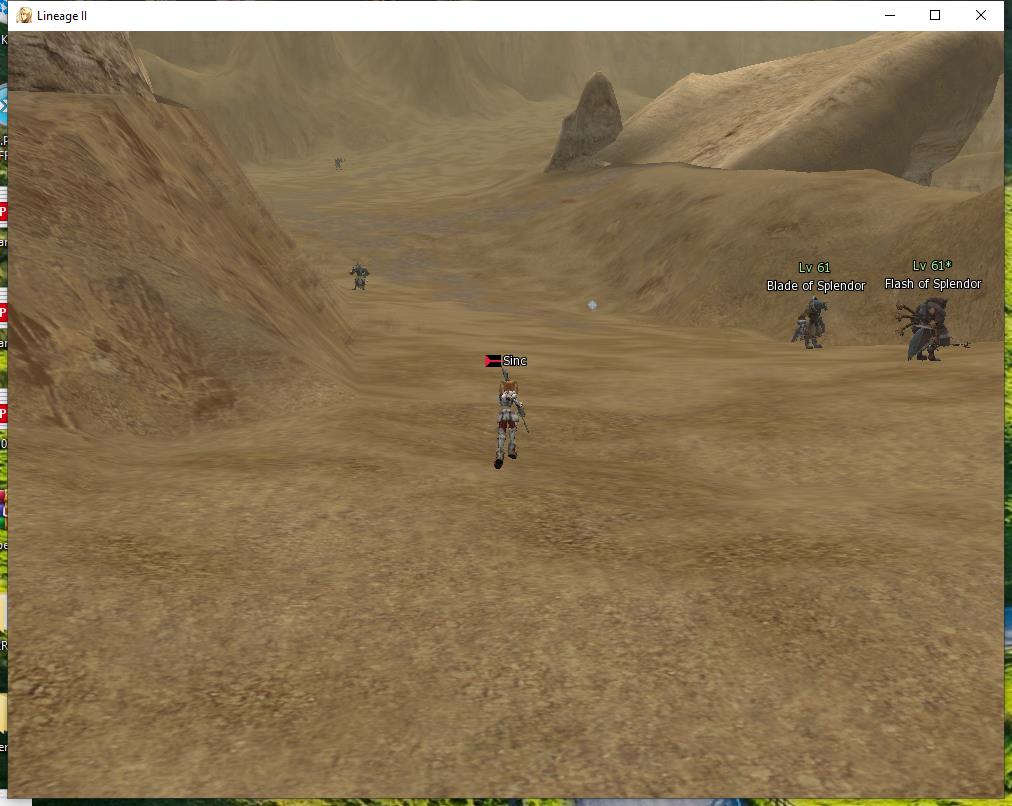 Lineage II
Lv 61
Blade of Splendor
Lv 61*
Flash of Splendor
Sinc